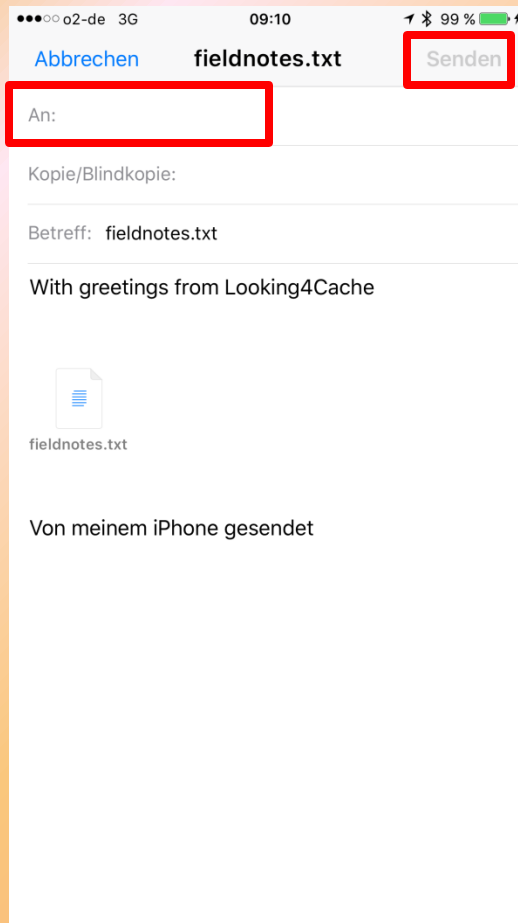 o2-de 3G 09:10 99 %
Abbrechen fieldnotes.txt Senden
An:
Kopie/Blindkopie:
Betreff: fieldnotes.txt
With greetings from Looking4Cache
fieldnotes.txt
Von meinem iPhone gesendet